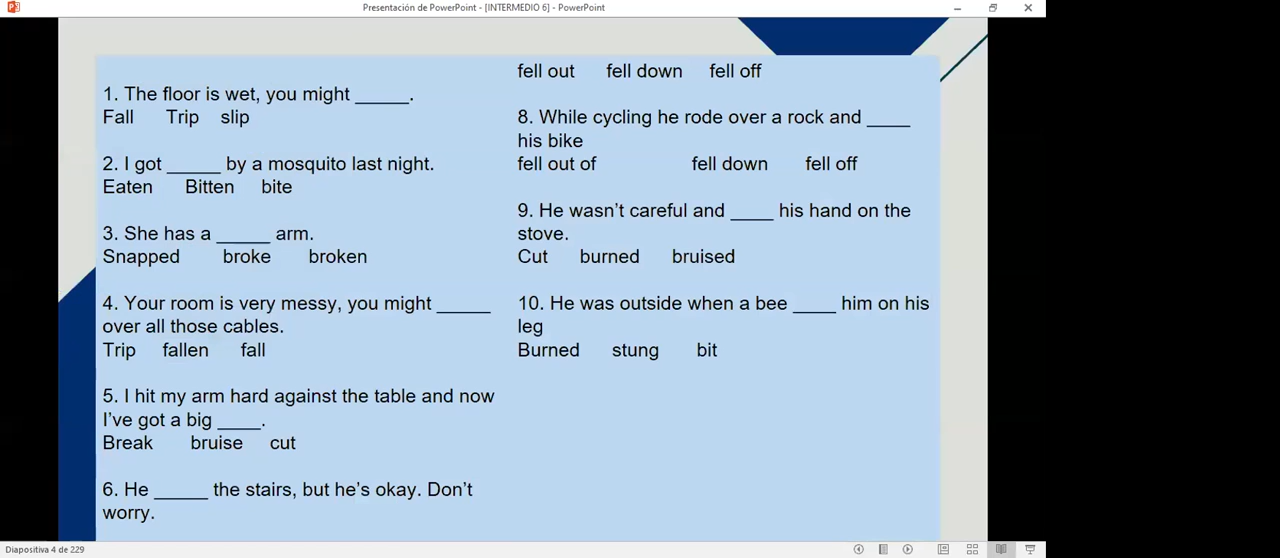 Presentación de PowerPoint - [INTERMEDIO 6] - PowerPoint
1. The floor is wet, you might _____.
Fall Trip slip
2. I got _____ by a mosquito last night.
Eaten Bitten bite
3. She has a _____ arm.
Snapped broke broken
4. Your room is very messy, you might _____
over all those cables.
Trip fallen fall
5. I hit my arm hard against the table and now
I've got a big ____.
Break bruise cut
6. He _____ the stairs, but he's okay. Don't
worry.
fell out fell down fell off
8. While cycling he rode over a rock and ____
his bike
fell out of fell down fell off
9. He wasn't careful and ____ his hand on the
stove.
Cut burned bruised
10. He was outside when a bee ____ him on his
leg
Burned stung bit
Diapositiva 4 de 229